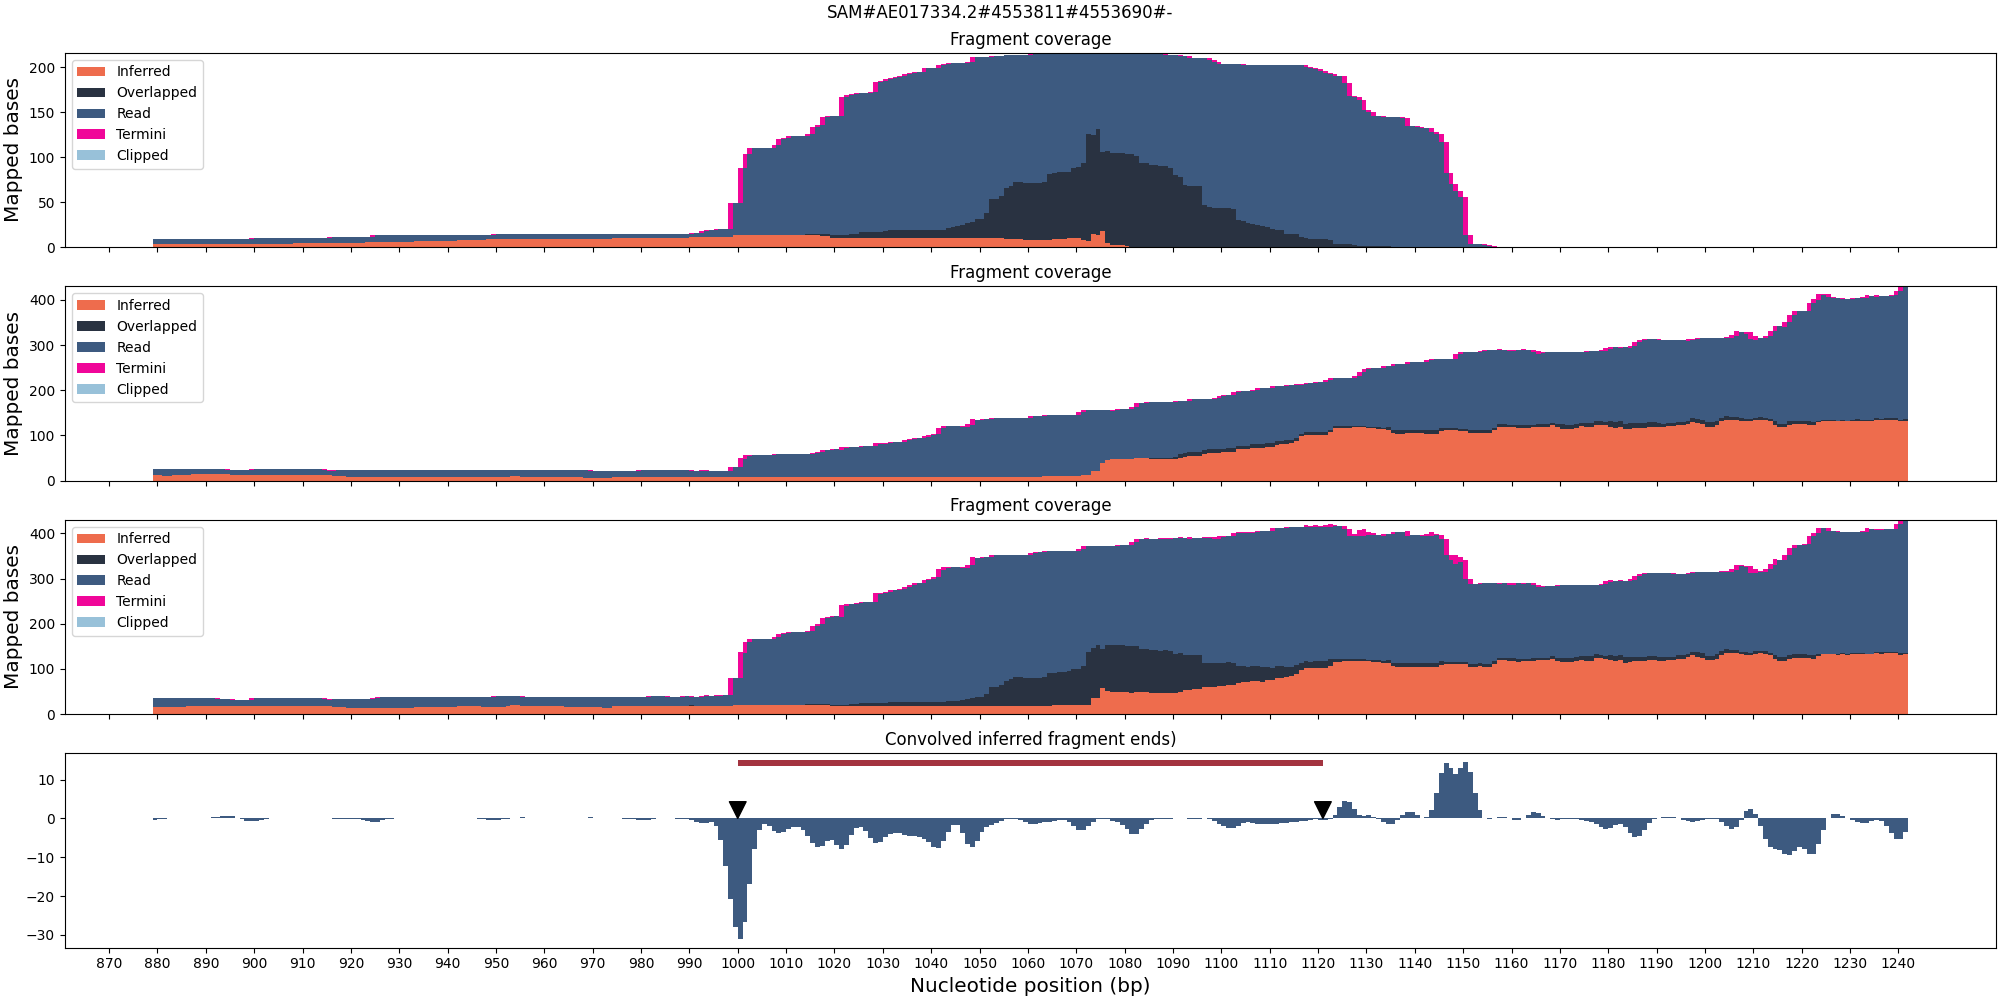 SAM#AE017334.2#4553811#4553690#-
Fragment coverage
Mapped bases
200
150
100
50
0
Inferred
Overlapped
Read
Termini
Clipped
Fragment coverage
Mapped bases
400
300
200
100
0
Inferred
Overlapped
Read
Termini
Clipped
Fragment coverage
Mapped bases
400
300
200
100
0
Inferred
Overlapped
Read
Termini
Clipped
Convolved inferred fragment ends)
10
0
−10
−20
−30
870 880 890 900 910 920 930 940 950 960 970 980 990 1000 1010 1020 1030 1040 1050 1060 1070 1080 1090 1100 1110 1120 1130 1140 1150 1160 1170 1180 1190 1200 1210 1220 1230 1240
Nucleotide position (bp)